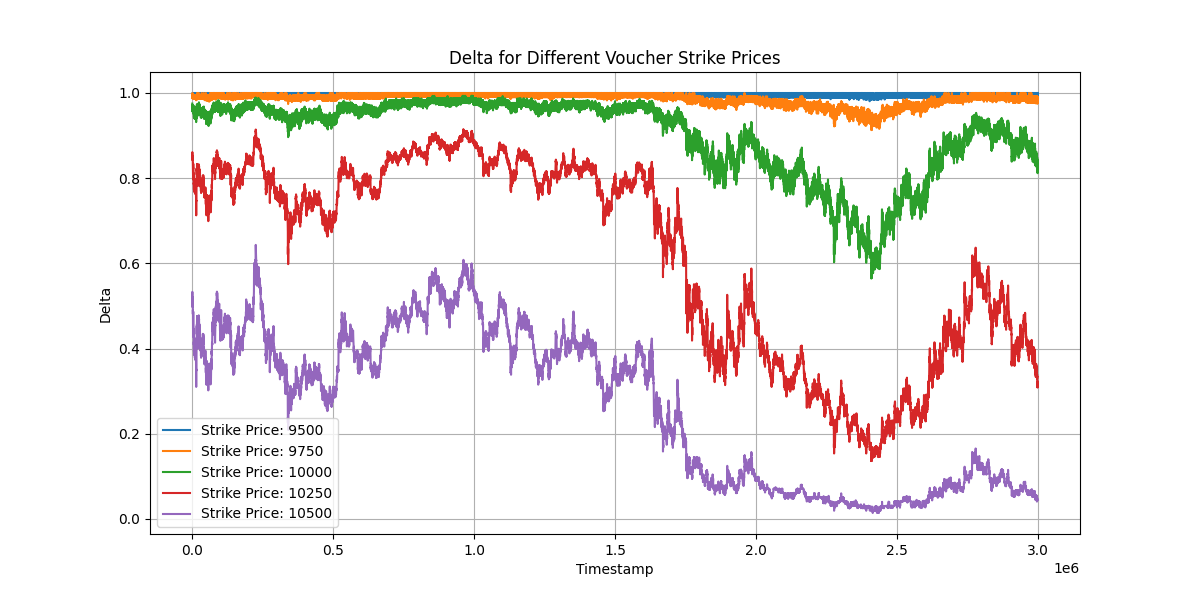 Delta for Different Voucher Strike Prices
1.0
0.8
0.6
0.4
0.2
0.0
Delta
Strike Price: 9500
Strike Price: 9750
Strike Price: 10000
Strike Price: 10250
Strike Price: 10500
0.0 0.5 1.0 1.5 2.0 2.5 3.0
1e6
Timestamp